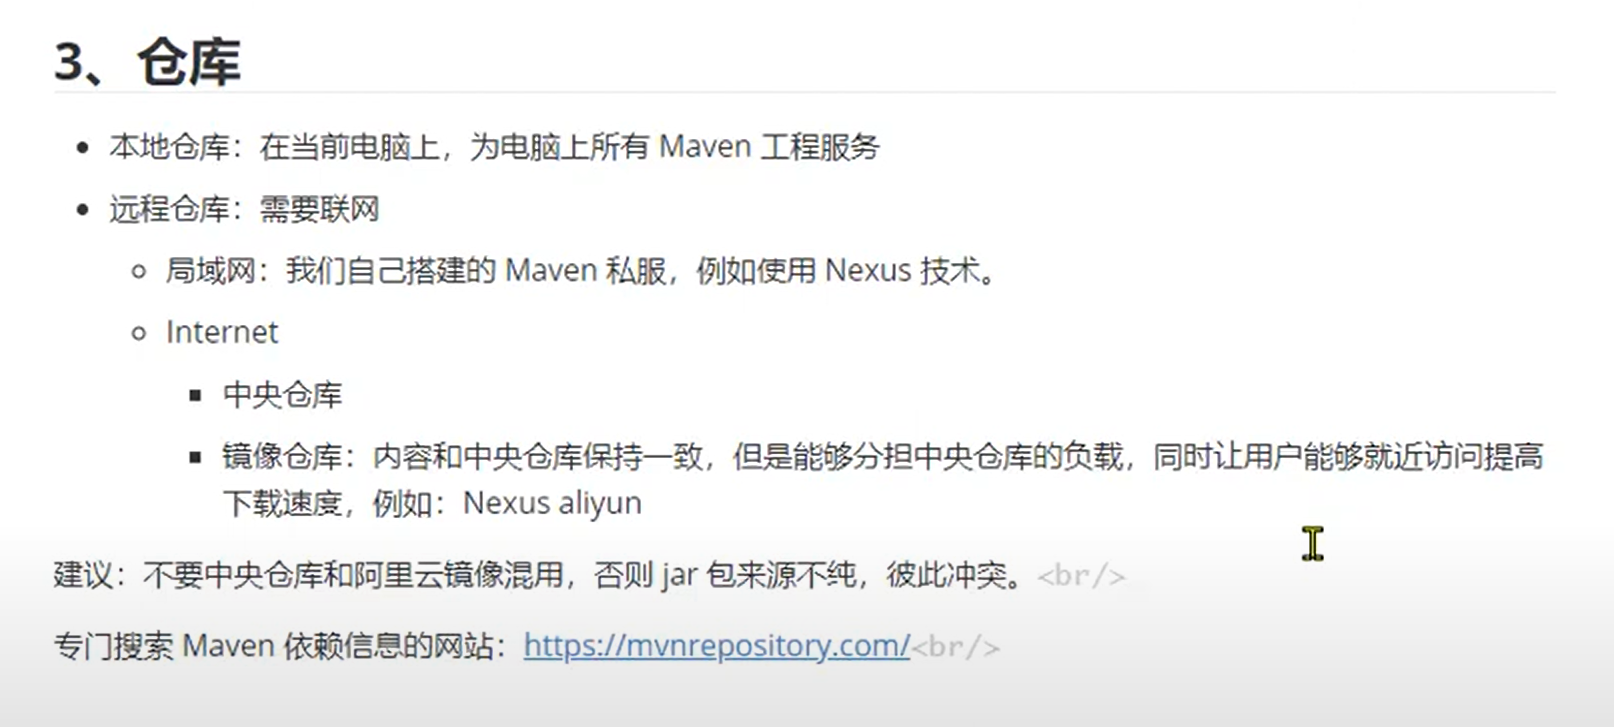 3、仓库
本地仓库：在当前电脑上，为电脑上所有 Maven 工程服务
远程仓库：需要联网
局域网：我们自己搭建的 Maven 私服，例如使用 Nexus 技术。
Internet
中央仓库
镜像仓库：内容和中央仓库保持一致，但是能够分担中央仓库的负载，同时让用户能够就近访问提高
下载速度，例如：Nexus aliyun
建议：不要中央仓库和阿里云镜像混用，否则 jar 包来源不纯，彼此冲突。<br/>
专门搜索 Maven 依赖信息的网站：https://mvnrepository.com/<br/>